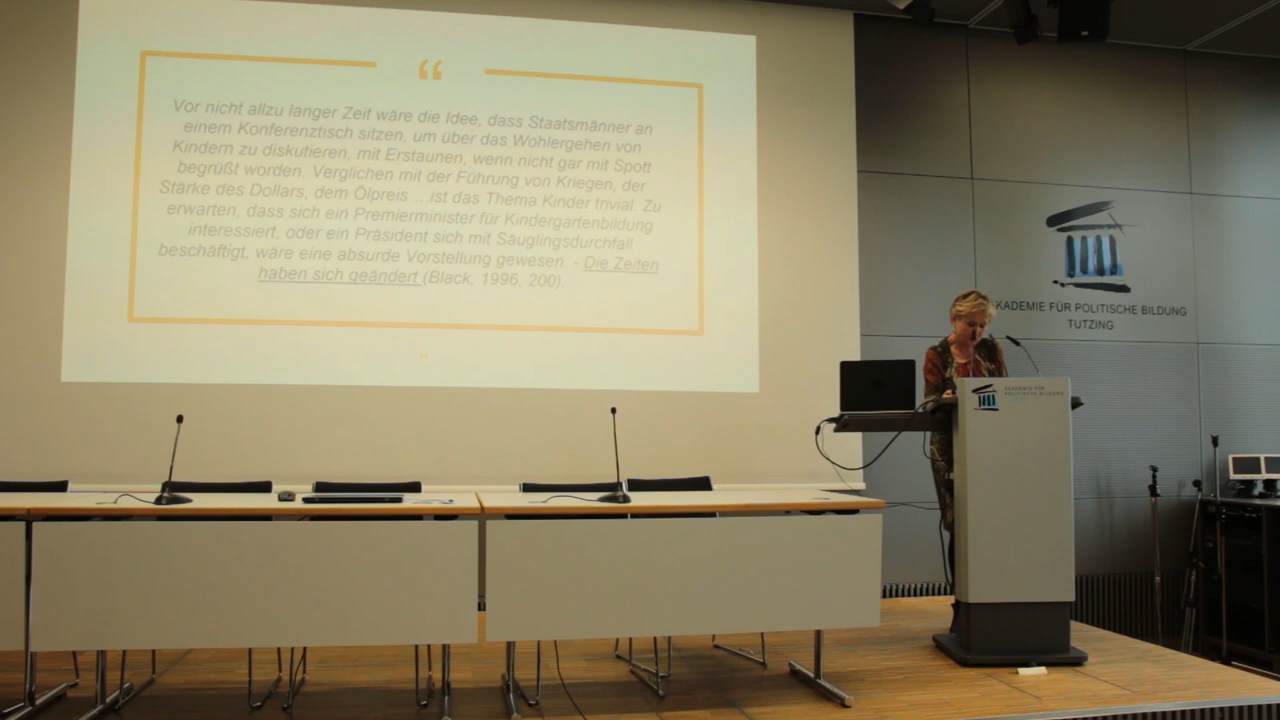 “
Vor nicht allzu langer Zeit wäre die Idee, dass Staatsmänner an
einem Konferenztisch sitzen, um über das Wohlergehen von
Kindern zu diskutieren, mit Erstaunen, wenn nicht gar mit Spott
begrüßt worden. Verglichen mit der Führung von Kriegen, der
Stärke des Dollars, dem Ölpreis …ist das Thema Kinder trivial. Zu
erwarten, dass sich ein Premierminister für Kindergartenbildung
interessiert, oder ein Präsident sich mit Säuglingsdurchfall
beschäftigt, wäre eine absurde Vorstellung gewesen. - Die Zeiten
haben sich geändert (Black, 1996, 200).
KADEMIE FÜR POLITISCHE BILDUNG
TUTZING
AKADEMIE FÜR
POLITISCHE BILDUNG